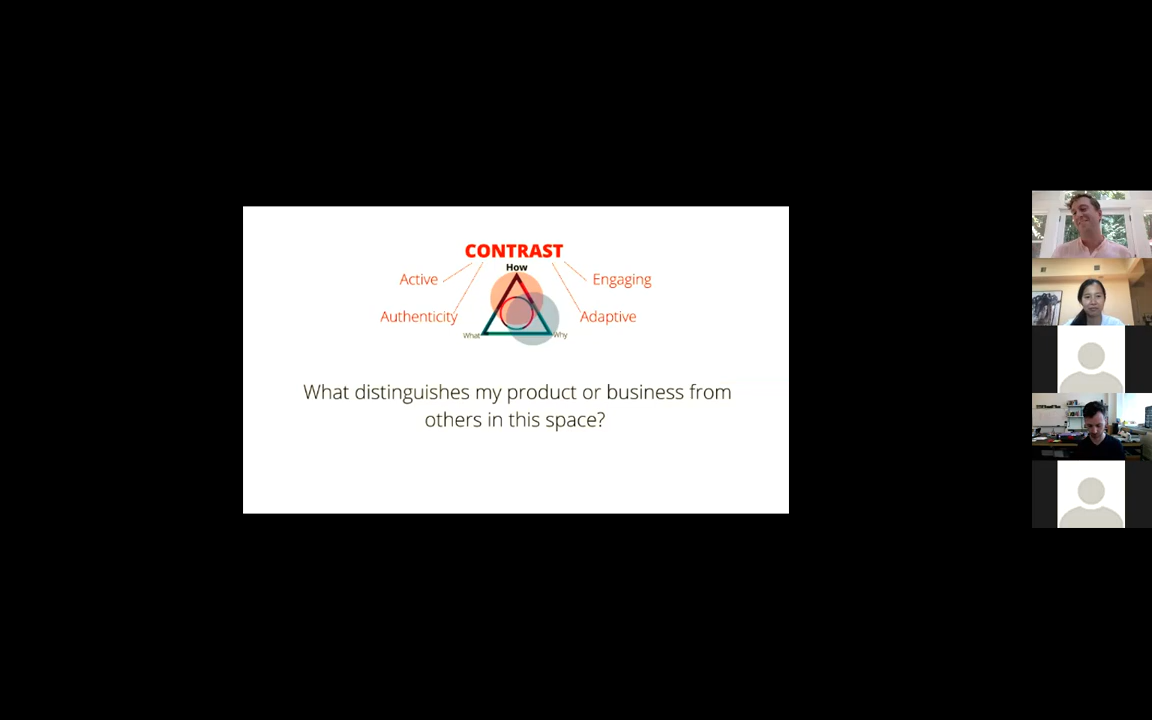 CONTRAST
How
Active
Engaging
Authenticity
Adaptive
What
Why
What distinguishes my product or business from
others in this space?